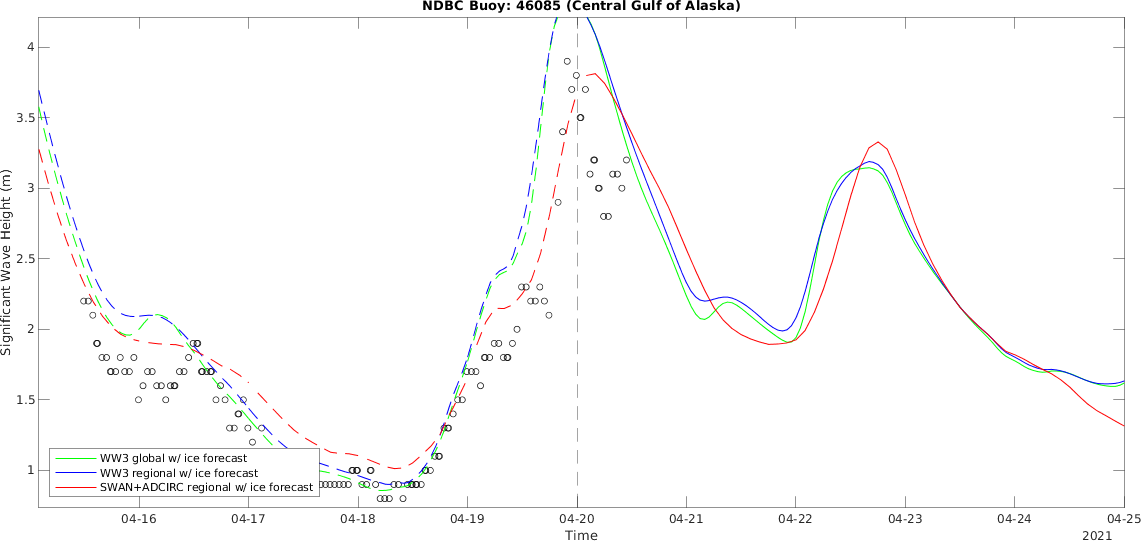 NDBC Buoy: 46085 (Central Gulf of Alaska)
4
3.5
3
2.5
2
1.5
1
Significant Wave Height (m)
WW3 global w/ ice forecast
WW3 regional w/ ice forecast
SWAN+ADCIRC regional w/ ice forecast
04-16 04-17 04-18 04-19 04-20 04-21 04-22 04-23 04-24 04-25
Time
2021